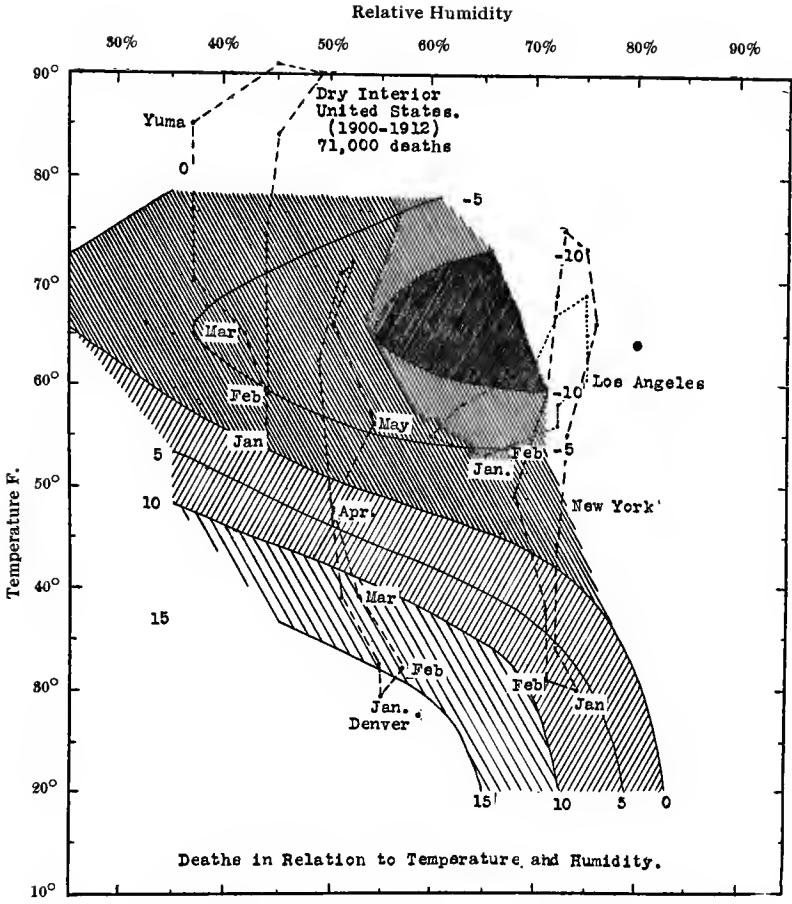 Relative Humidity
30% 40% 50% 60% 70% 80% 90%
90°
Dry Interior
United States.
(1900-1912)
71,000 deaths
Yuma
0
80°
-5
-10
70°
Mar
60°
Feb
-10
Los Angeles
May
Jan
Feb
-5
5
Jan.
50°
10
Apr.
New York
40°
Mar
15
30°
Feb
Feb
Jan
Jan.
Denver
20°
15 10 5 0
Deaths in Relation to Temperature and Humidity.
10°
Temperature F.